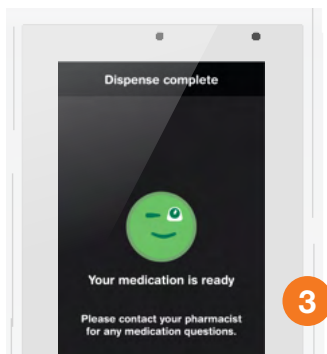 Dispense complete
Your medication is ready
Please contact your pharmacist
for any medication questions.
3